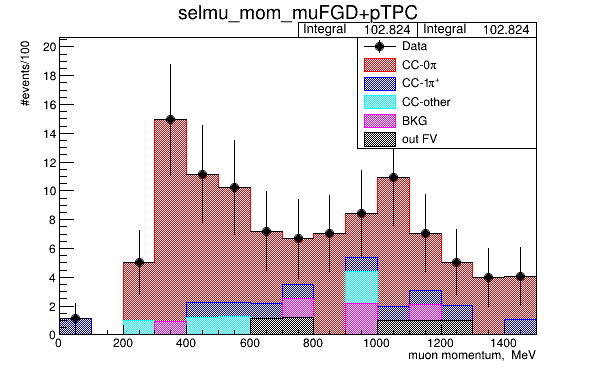 selmu_mom_muFGD+pTPC
Integral 102.824 Integral 102.824
Data
CC-0π
CC-1π⁺
CC-other
BKG
out FV
#events/100
20
18
16
14
12
10
8
6
4
2
0
0 200 400 600 800 1000 1200 1400
muon momentum, MeV